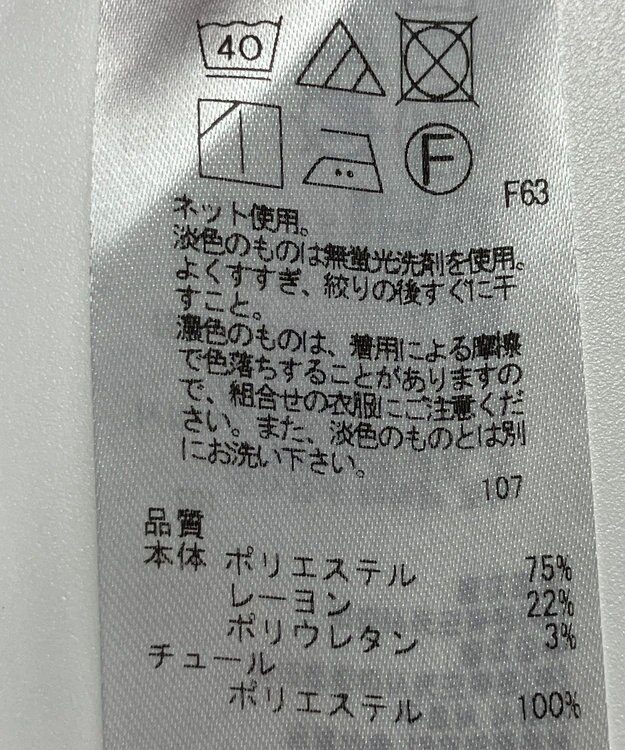 40
F
F63
ネット使用。
淡色のものは無蛍光洗剤を使用。
よくすすぎ、絞りの後すぐに干
すこと。
濃色のものは、着用による摩擦
で色落ちすることがありますの
で、組合せの衣服にご注意くだ
さい。また、淡色のものとは別
にお洗い下さい。
107
品質
本体 ポリエステル 75%
レーヨン 22%
ポリウレタン 3%
チュール
ポリエステル 100%